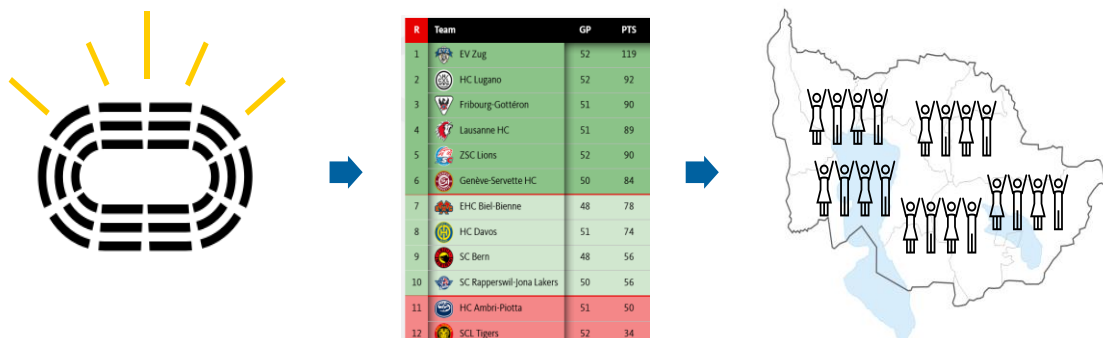 R Team GP PTS
1 EV Zug 52 119
2 HC Lugano 52 92
3 Fribourg-Gottéron 51 90
4 Lausanne HC 51 89
5 ZSC Lions 52 90
6 Genève-Servette HC 50 84
7 EHC Biel-Bienne 48 78
8 HC Davos 51 74
9 SC Bern 48 56
10 SC Rapperswil-Jona Lakers 50 56
11 HC Ambri-Piotta 51 50
12 SCL Tigers 52 34